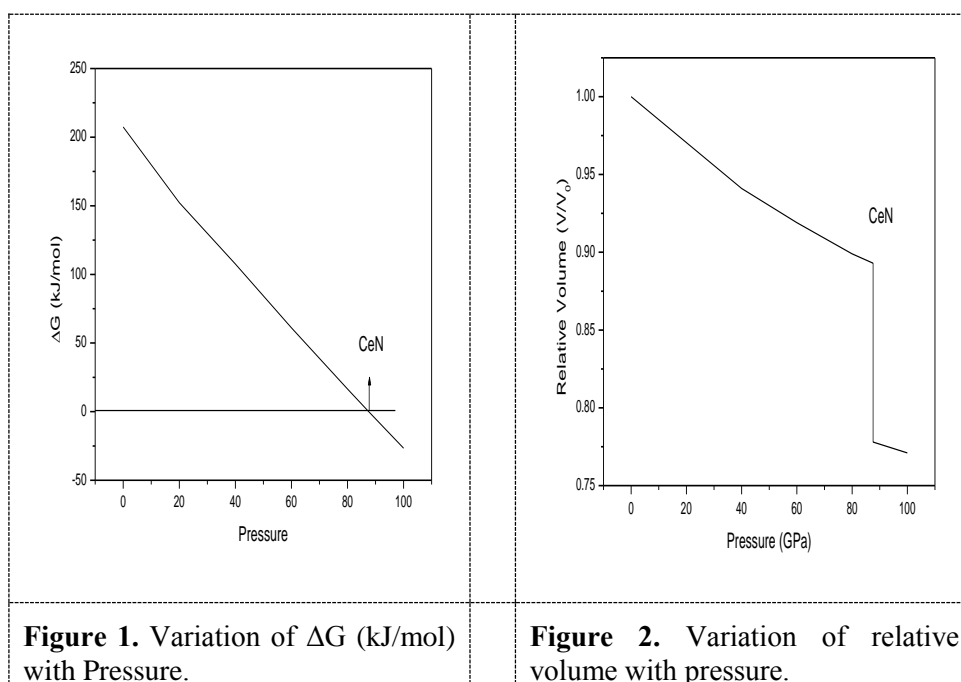 250
200
150
100
50
0
-50
ΔG (kJ/mol)
CeN
0 20 40 60 80 100
Pressure
1.00
0.95
0.90
0.85
0.80
0.75
Relative Volume (V/V₀)
CeN
0 20 40 60 80 100
Pressure (GPa)
Figure 1. Variation of ΔG (kJ/mol)
with Pressure.
Figure 2. Variation of relative
volume with pressure.